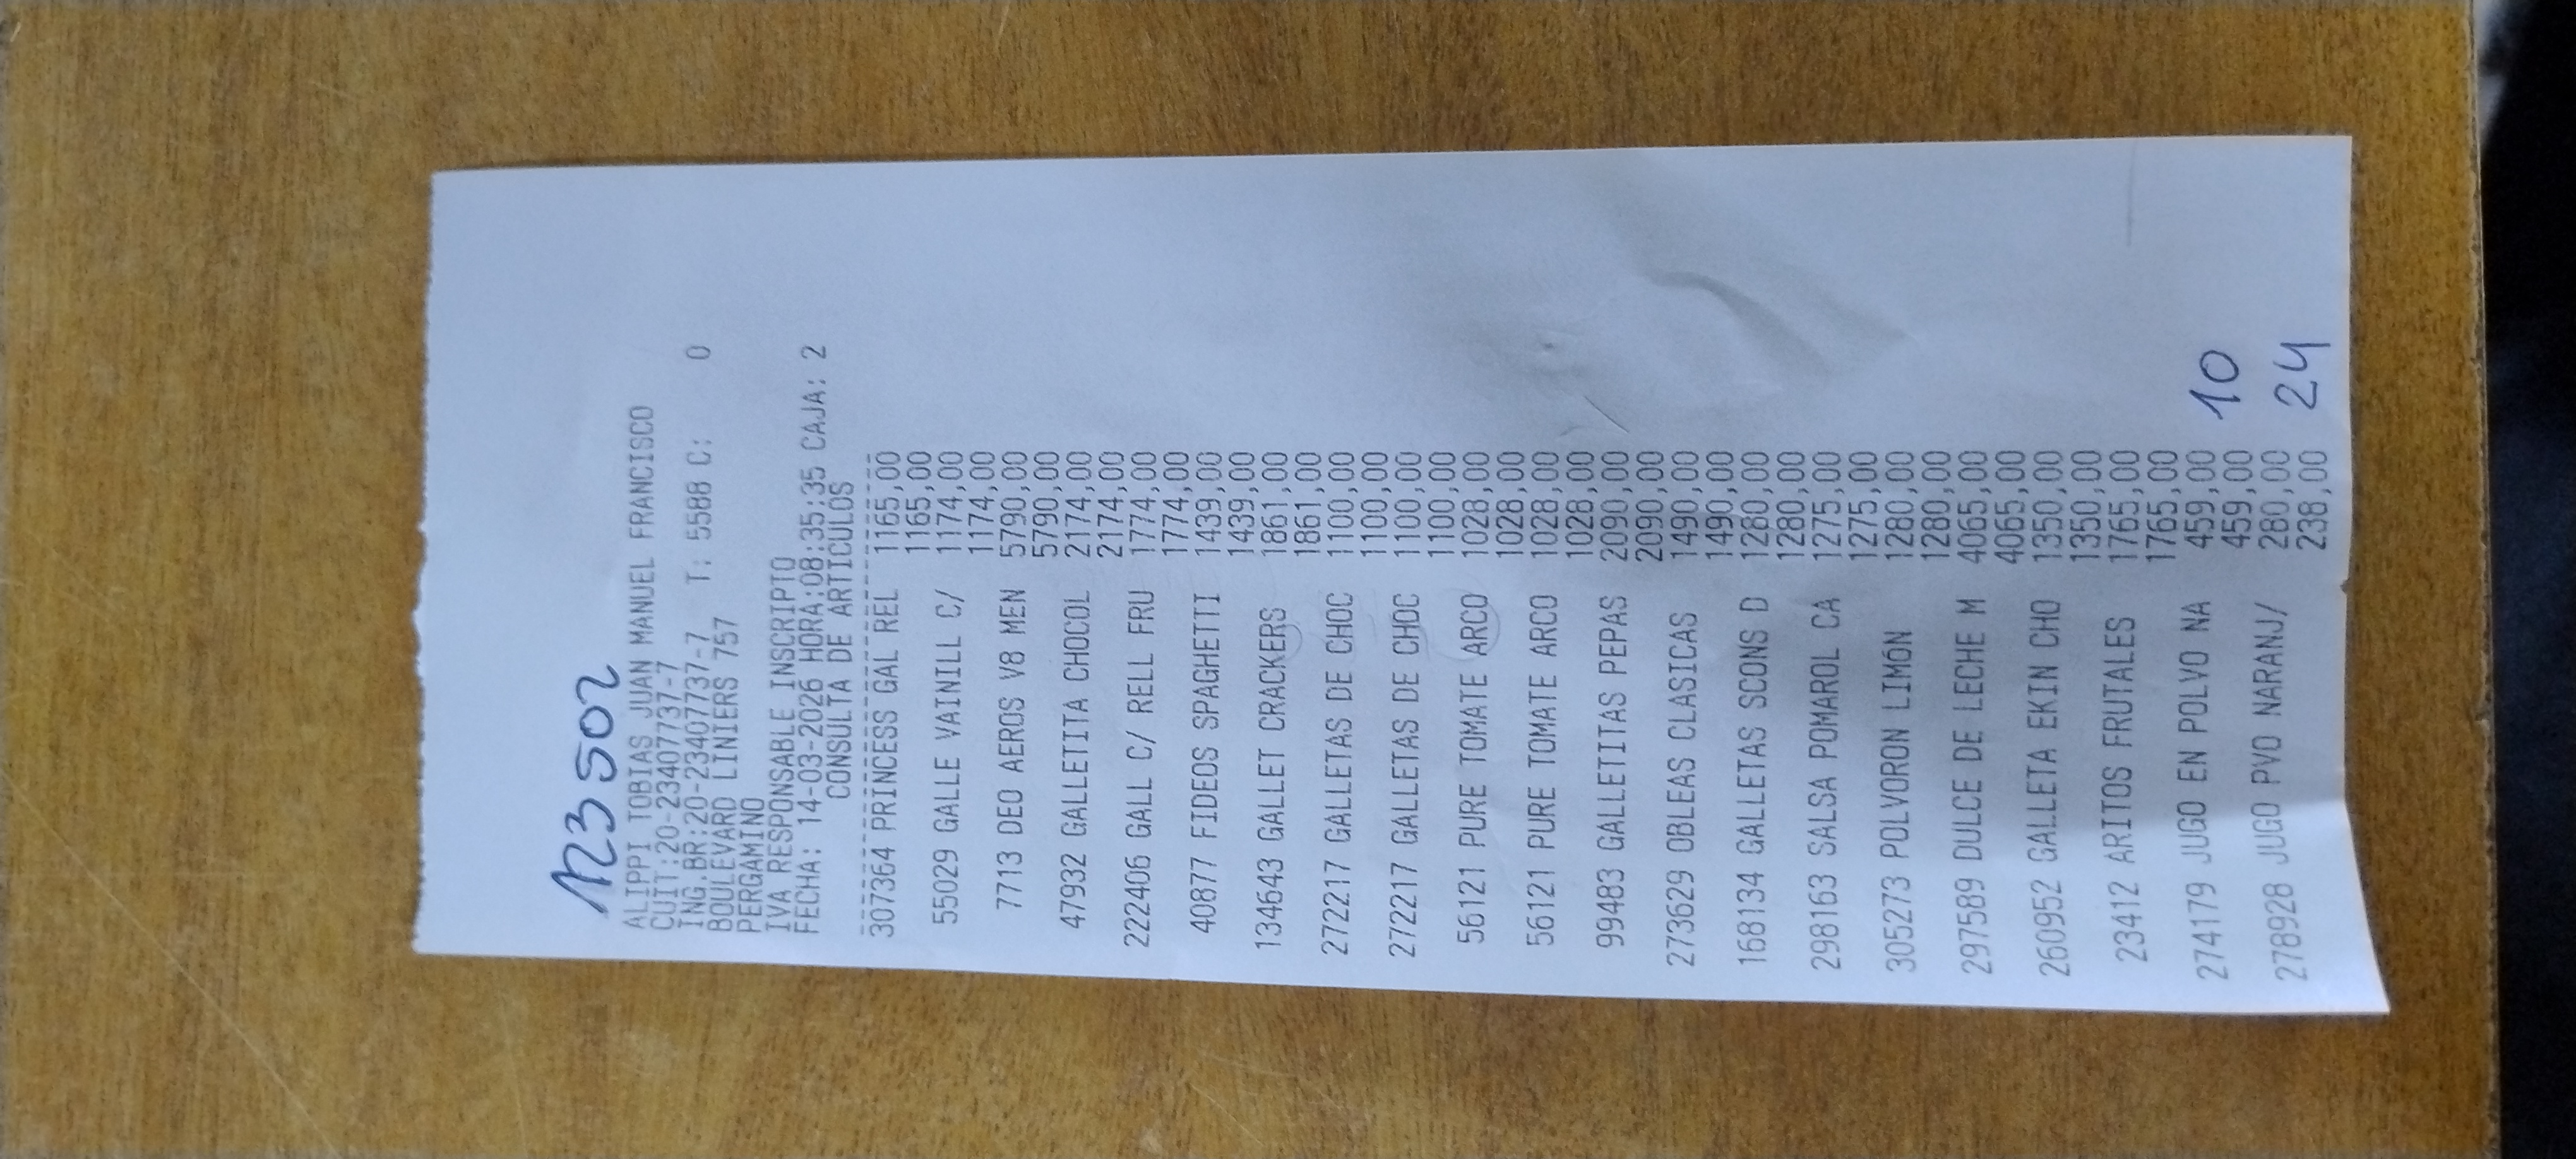 123502
ALIPPI TOBIAS JUAN MANUEL FRANCISCO
CUIT:20-23407737-7
ING.BR:20-23407737-7 T: 5588 C: 0
BOULEVARD LINIERS 757
PERGAMINO
IVA RESPONSABLE INSCRIPTO
FECHA: 14-03-2026 HORA:08:35:35 CAJA: 2
CONSULTA DE ARTICULOS
307364 PRINCESS GAL REL 1165,00
1165,00
55029 GALLE VAINILL C/ 1174,00
1174,00
7713 DEO AEROS V8 MEN 5790,00
5790,00
47932 GALLETITA CHOCOL 2174,00
2174,00
222406 GALL C/ RELL FRU 1774,00
1774,00
40877 FIDEOS SPAGHETTI 1439,00
1439,00
134643 GALLET CRACKERS 1861,00
1861,00
272217 GALLETAS DE CHOC 1100,00
1100,00
272217 GALLETAS DE CHOC 1100,00
1100,00
56121 PURE TOMATE ARCO 1028,00
1028,00
56121 PURE TOMATE ARCO 1028,00
1028,00
99483 GALLETITAS PEPAS 2090,00
2090,00
273629 OBLEAS CLASICAS 1490,00
1490,00
168134 GALLETAS SCONS D 1280,00
1280,00
298163 SALSA POMAROL CA 1275,00
1275,00
305273 POLVORON LIMÓN 1280,00
1280,00
297589 DULCE DE LECHE M 4065,00
4065,00
260952 GALLETA EKIN CHO 1350,00
1350,00
23412 ARITOS FRUTALES 1765,00
1765,00
274179 JUGO EN POLVO NA 459,00 10
459,00
278928 JUGO PVO NARANJ/ 280,00 24
238,00